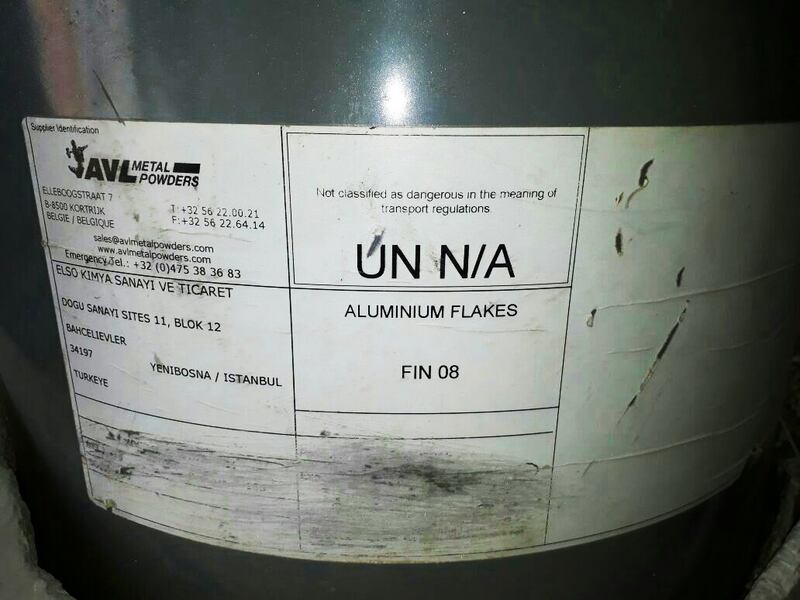 Supplier Identification
AVL METAL POWDERS
ELLEBOOGSTRAAT 7
B-8500 KORTRIJK T:+32 56 22.00.21
BELGIE / BELGIQUE F:+32 56 22.64.14
sales@avlmetalpowders.com
www.avlmetalpowders.com
Emergency Tel.: +32 (0)475 38 36 83
ELSO KIMYA SANAYI VE TICARET
DOGU SANAYI SITES 11, BLOK 12
BAHCELIEVLER
34197
YENIBOSNA / ISTANBUL
TURKEYE
Not classified as dangerous in the meaning of
transport regulations.
UN N/A
ALUMINIUM FLAKES
FIN 08